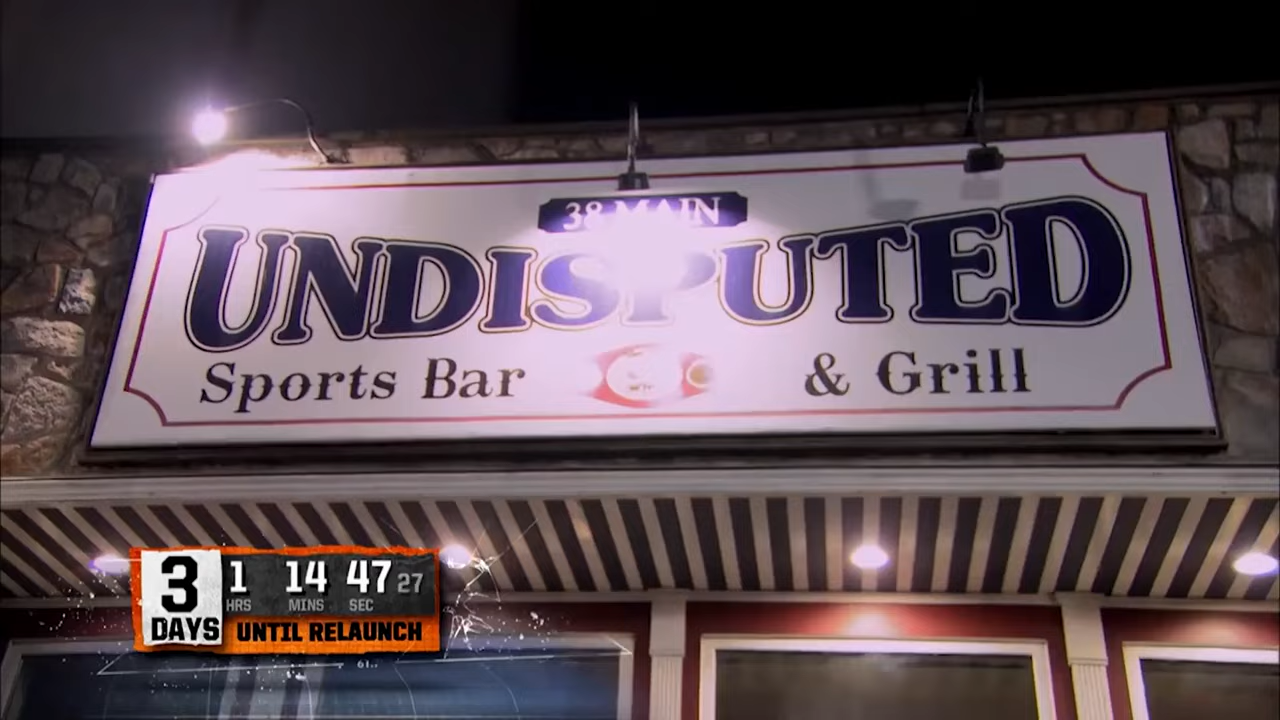 38 MAIN
UNDISPUTED
Sports Bar & Grill
3 1 14 47 27
HRS MINS SEC
DAYS UNTIL RELAUNCH